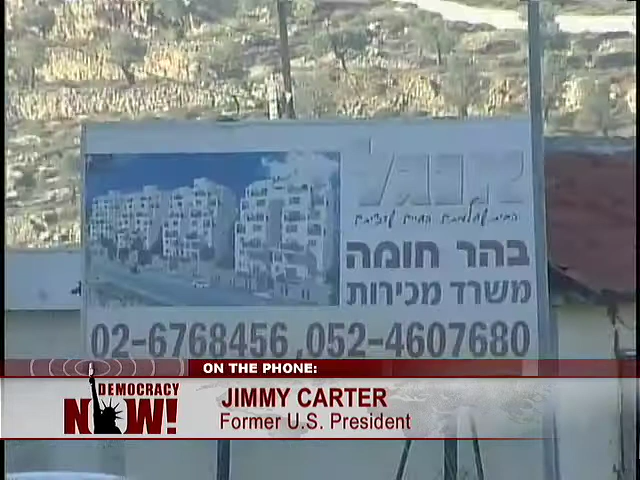 בהר חומה
משרד מכירות
02-6768456 ,052-4607680
ON THE PHONE:
DEMOCRACY
NOW!
JIMMY CARTER
Former U.S. President